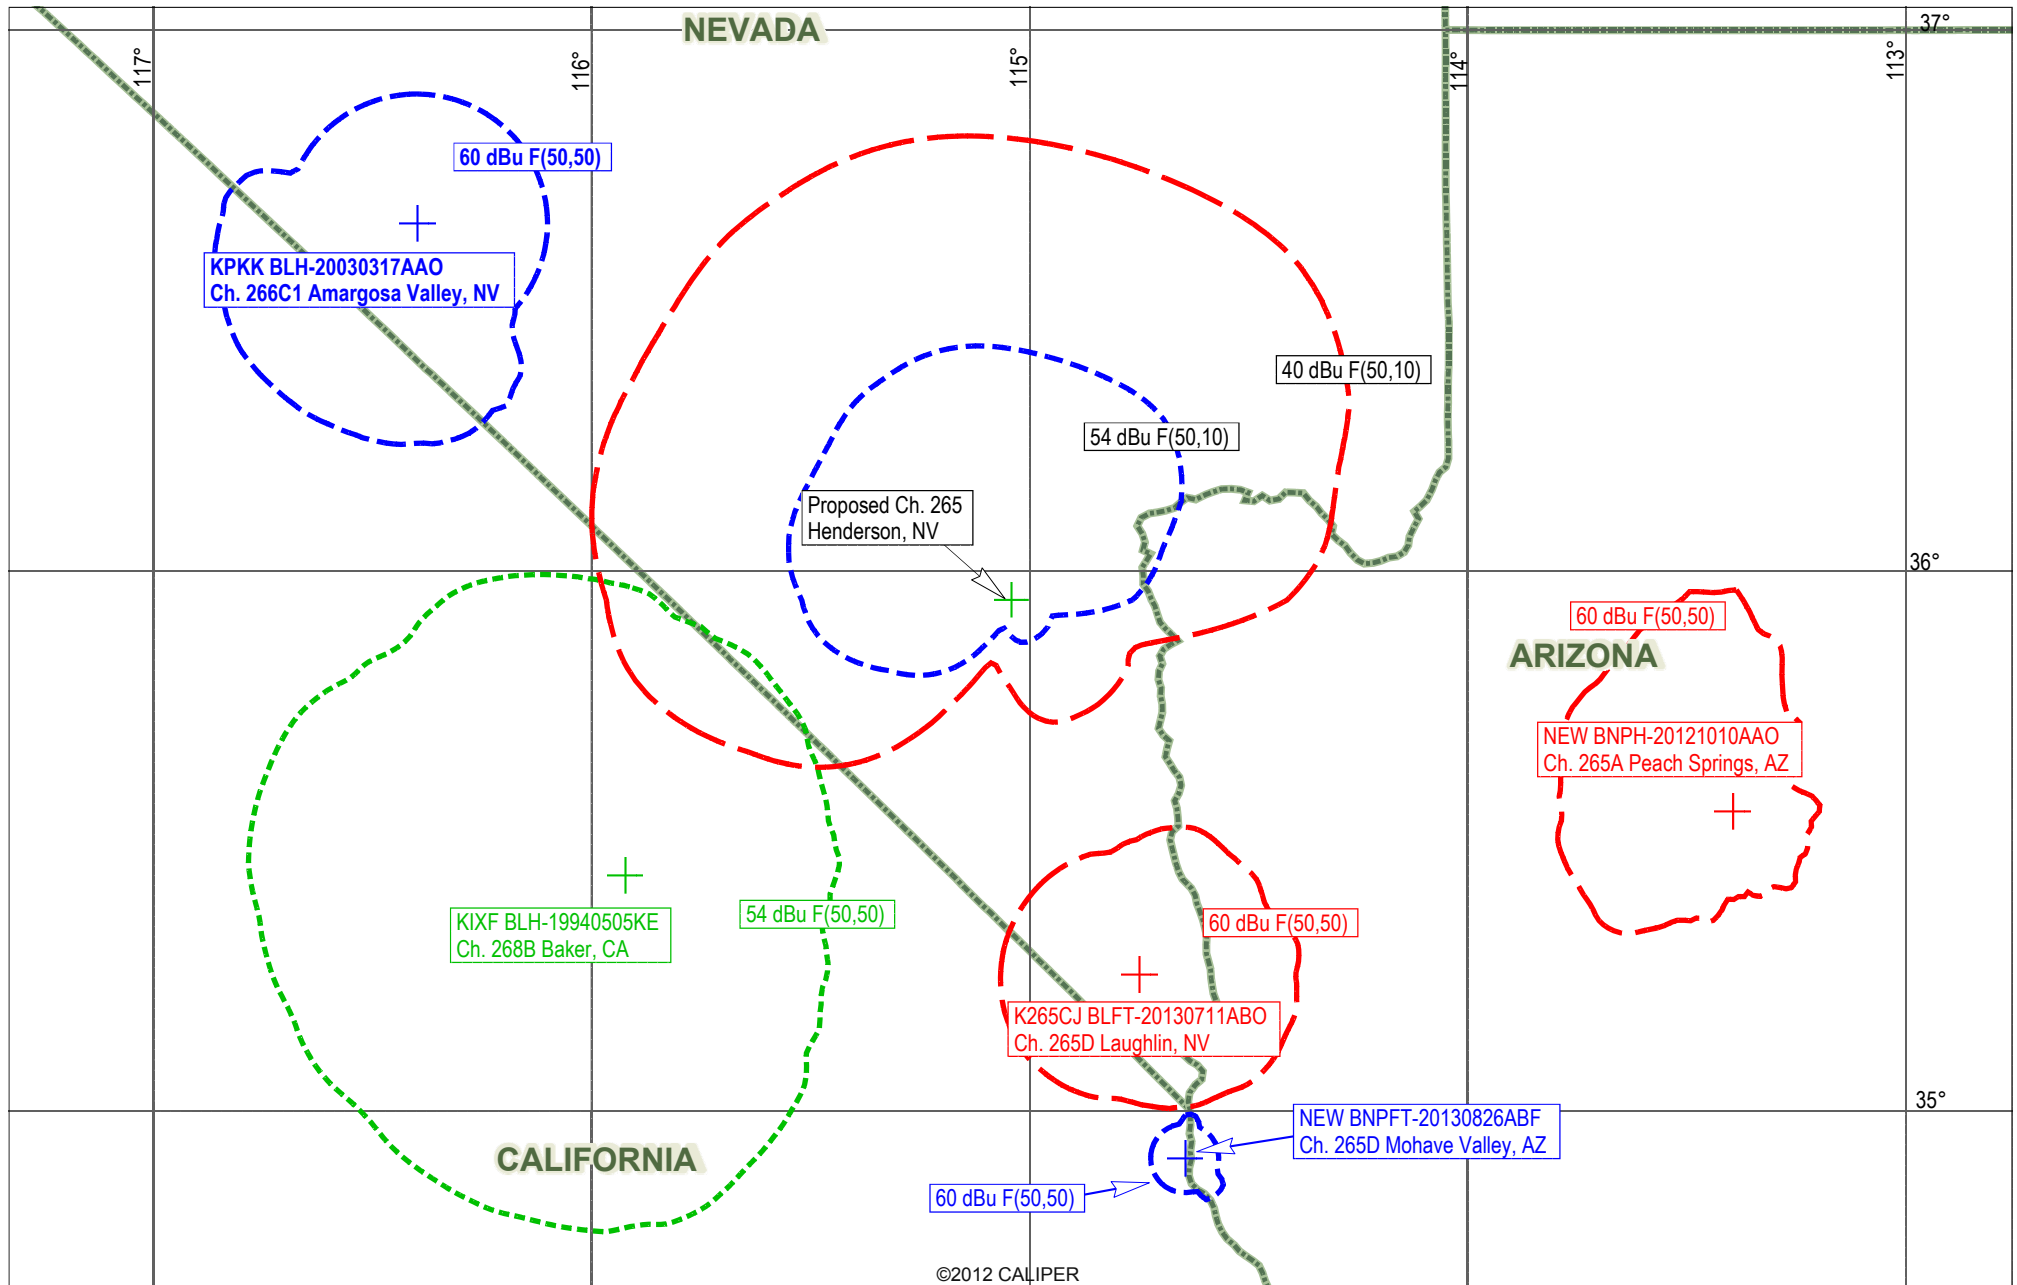 NEVADA
37°
117°
116°
115°
114°
113°
60 dBu F(50,50)
KPKK BLH-20030317AAO
Ch. 266C1 Amargosa Valley, NV
40 dBu F(50,10)
54 dBu F(50,10)
Proposed Ch. 265
Henderson, NV
36°
60 dBu F(50,50)
ARIZONA
NEW BNPH-20121010AAO
Ch. 265A Peach Springs, AZ
KIXF BLH-19940505KE
Ch. 268B Baker, CA
54 dBu F(50,50)
60 dBu F(50,50)
K265CJ BLFT-20130711ABO
Ch. 265D Laughlin, NV
35°
NEW BNPFT-20130826ABF
Ch. 265D Mohave Valley, AZ
CALIFORNIA
60 dBu F(50,50)
©2012 CALIPER